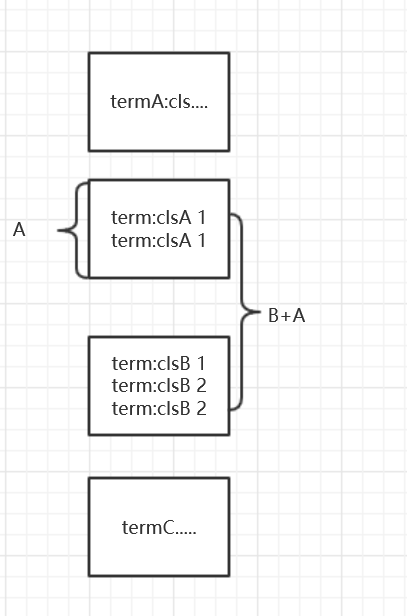 termA:cls....
A
term:clsA 1
term:clsA 1
B+A
term:clsB 1
term:clsB 2
term:clsB 2
termC.....